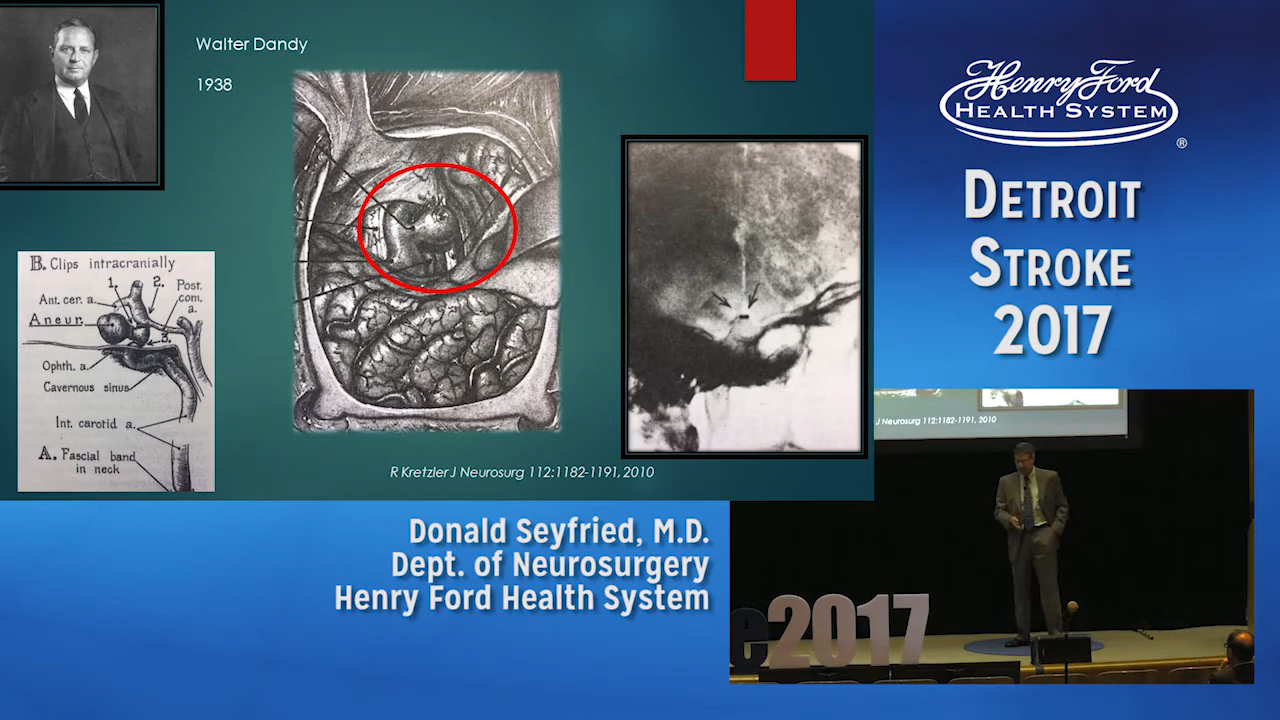 Walter Dandy
1938
B. Clips intracranially
1.
2.
Post.
com.
a.
Ant. cer. a.
Aneur.
3.
Ophth. a.
Cavernous sinus
Int. carotid a.
A. Fascial band
in neck
R Kretzler J Neurosurg 112:1182-1191, 2010
Henry Ford
HEALTH SYSTEM
®
DETROIT
STROKE
2017
J Neurosurg 112:1182-1191, 2010
e2017
Donald Seyfried, M.D.
Dept. of Neurosurgery
Henry Ford Health System